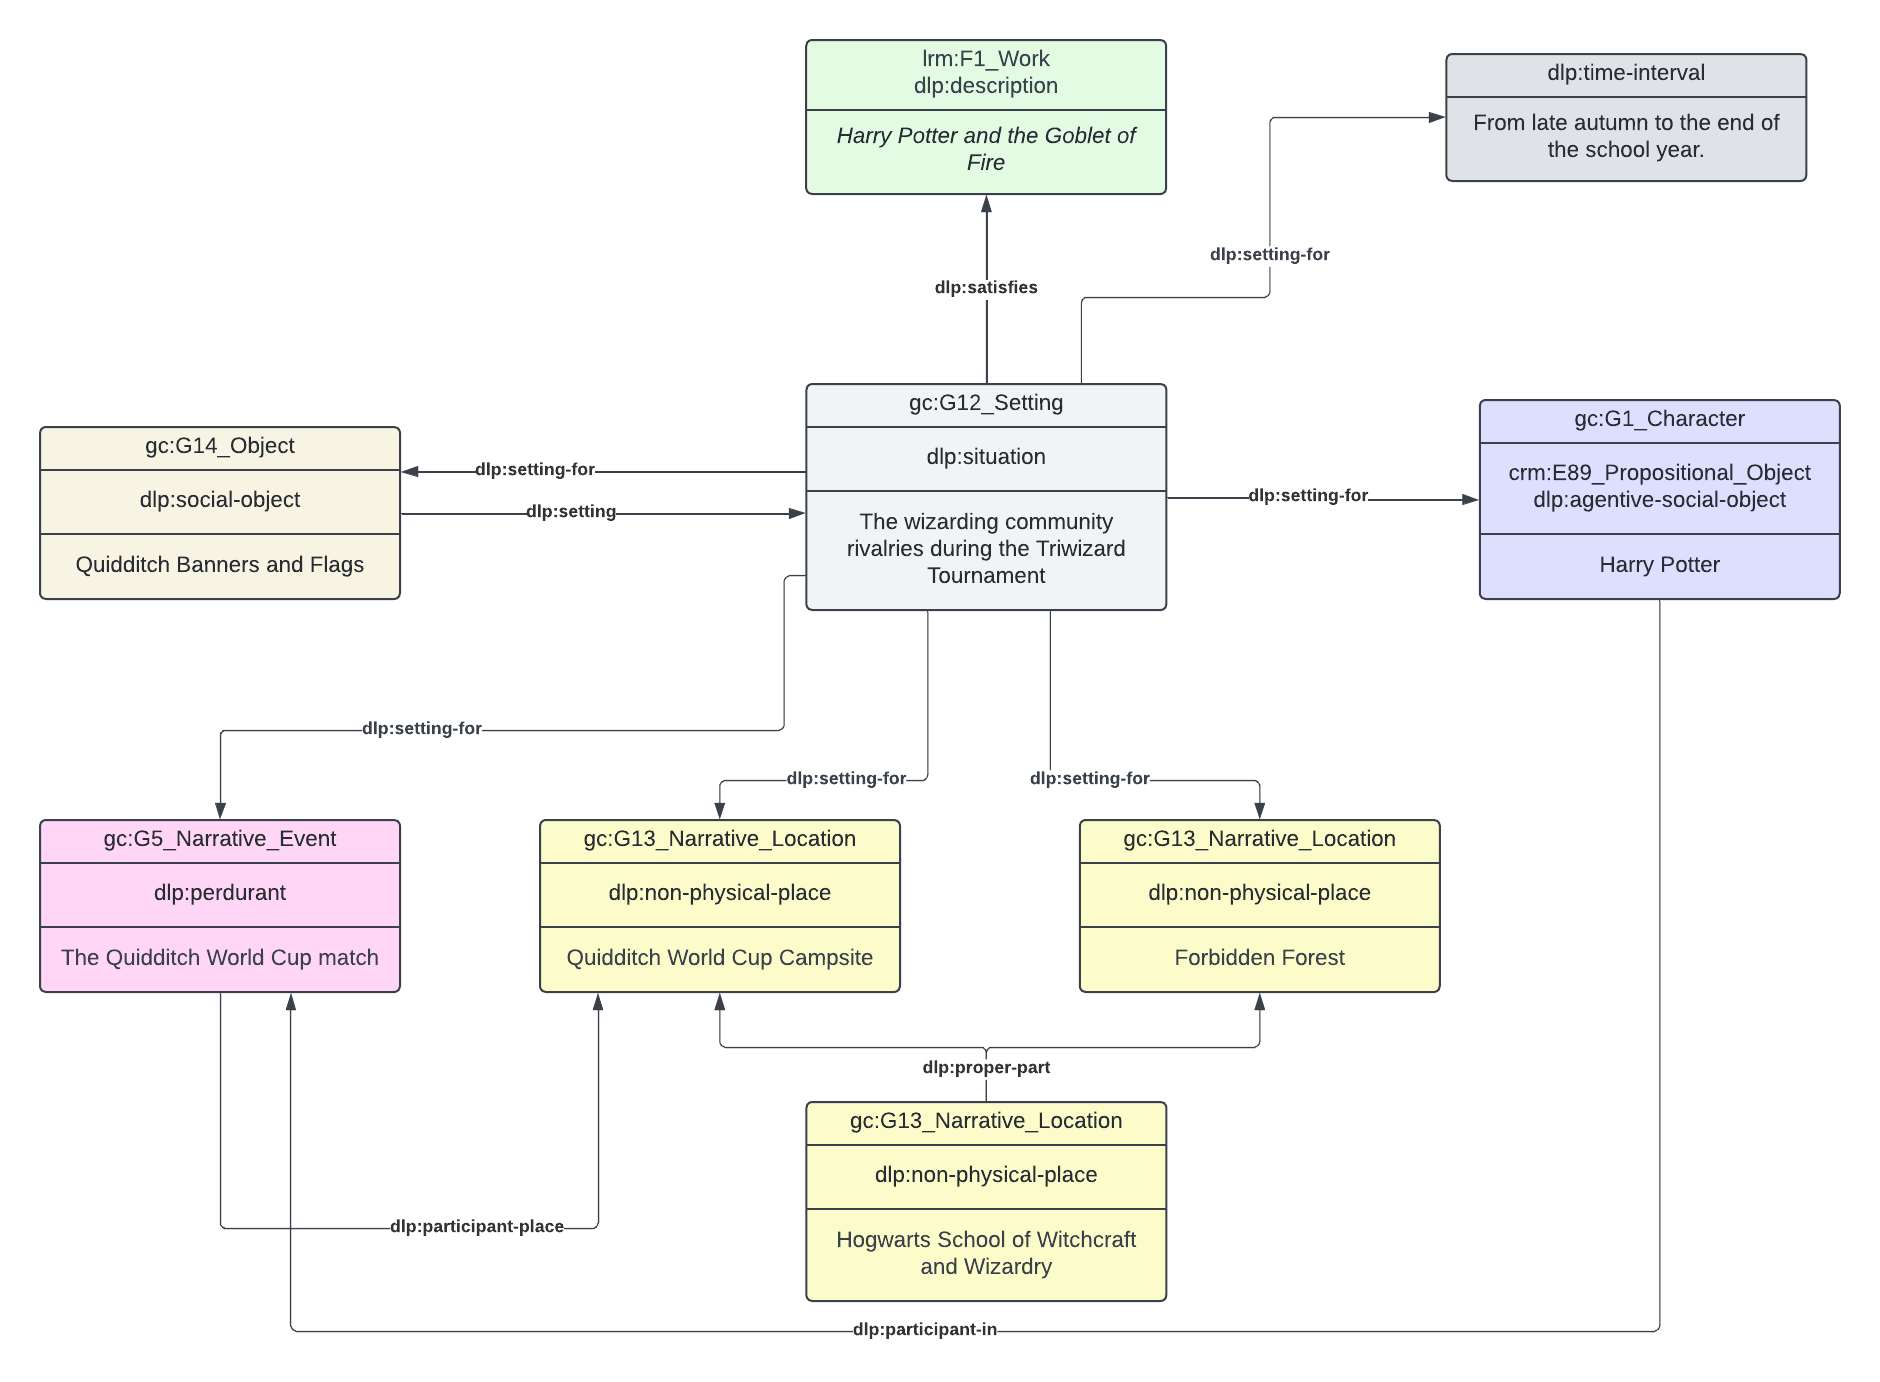 lrm:F1_Work
dlp:description
Harry Potter and the Goblet of
Fire
dlp:time-interval
From late autumn to the end of
the school year.
dlp:setting-for
dlp:satisfies
gc:G14_Object
dlp:social-object
Quidditch Banners and Flags
dlp:setting-for
dlp:setting
gc:G12_Setting
dlp:situation
The wizarding community
rivalries during the Triwizard
Tournament
dlp:setting-for
gc:G1_Character
crm:E89_Propositional_Object
dlp:agentive-social-object
Harry Potter
dlp:setting-for
dlp:setting-for
dlp:setting-for
gc:G5_Narrative_Event
dlp:perdurant
The Quidditch World Cup match
gc:G13_Narrative_Location
dlp:non-physical-place
Quidditch World Cup Campsite
gc:G13_Narrative_Location
dlp:non-physical-place
Forbidden Forest
dlp:proper-part
gc:G13_Narrative_Location
dlp:non-physical-place
Hogwarts School of Witchcraft
and Wizardry
dlp:participant-place
dlp:participant-in